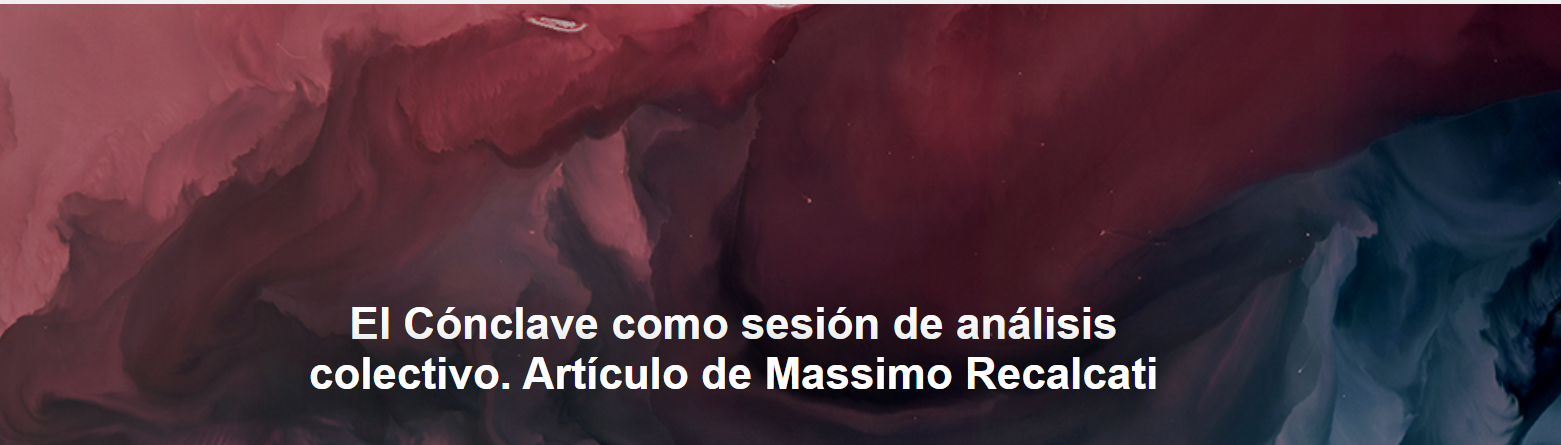 El Cónclave como sesión de análisis
colectivo. Artículo de Massimo Recalcati